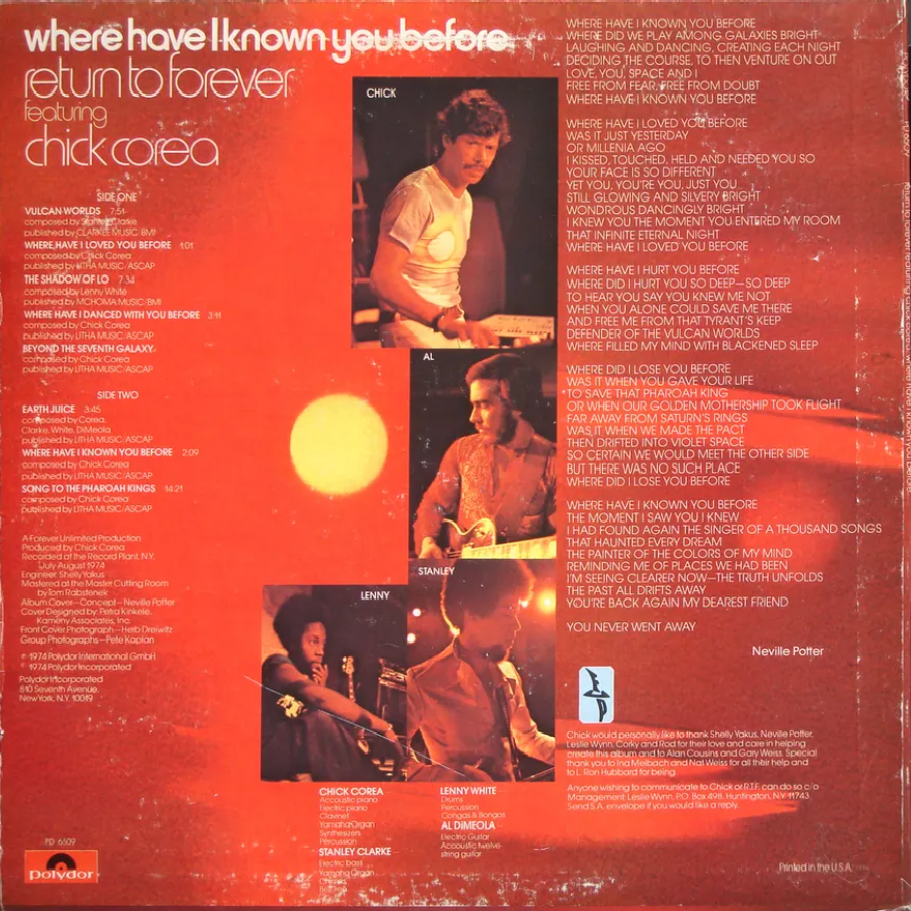 where have I known you before
return to forever
featuring
chick corea
SIDE ONE
VULCAN WORLDS 7:51
composed by Stanley Clarke
published by CLARKEE MUSIC/BMI
WHERE HAVE I LOVED YOU BEFORE 1:01
composed by Chick Corea
published by LITHA MUSIC/ASCAP
THE SHADOW OF LO 7:34
composed by Lenny White
published by MCHOMA MUSIC/BMI
WHERE HAVE I DANCED WITH YOU BEFORE 3:11
composed by Chick Corea
published by LITHA MUSIC/ASCAP
BEYOND THE SEVENTH GALAXY
composed by Chick Corea
published by LITHA MUSIC/ASCAP
SIDE TWO
EARTH JUICE 3:45
composed by Corea,
Clarke, White, DiMeola
published by LITHA MUSIC/ASCAP
WHERE HAVE I KNOWN YOU BEFORE 2:09
composed by Chick Corea
published by LITHA MUSIC/ASCAP
SONG TO THE PHAROAH KINGS 14:21
composed by Chick Corea
published by LITHA MUSIC/ASCAP
A Forever Unlimited Production
Produced by Chick Corea
Recorded at the Record Plant, N.Y.
July August 1974
Engineer: Shelly Yakus
Mastered at the Master Cutting Room
by Tom Rabstenek
Album Cover—Concept—Neville Potter
Cover Designed by: Petra Kinkele,
Kameny Associates, Inc.
Front Cover Photograph—Herb Dreiwitz
Group Photographs—Pete Kaplan
℗ 1974 Polydor International GmbH
© 1974 Polydor Incorporated
Polydor Incorporated
810 Seventh Avenue,
New York, N.Y. 10019
PD 6509
polydor
CHICK
AL
STANLEY
LENNY
CHICK COREA
Accoustic piano
Electric piano
Clavinet
Yamaha Organ
Synthesizers
Percussion
STANLEY CLARKE
Electric bass
Yamaha Organ
LENNY WHITE
Drums
Percussion
Congas & Bongos
AL DIMEOLA
Electric Guitar
Accoustic twelve
string guitar
WHERE HAVE I KNOWN YOU BEFORE
WHERE DID WE PLAY AMONG GALAXIES BRIGHT
LAUGHING AND DANCING, CREATING EACH NIGHT
DECIDING THE COURSE, TO THEN VENTURE ON OUT
LOVE, YOU, SPACE AND I
FREE FROM FEAR, FREE FROM DOUBT
WHERE HAVE I KNOWN YOU BEFORE
WHERE HAVE I LOVED YOU BEFORE
WAS IT JUST YESTERDAY
OR MILLENIA AGO
I KISSED, TOUCHED, HELD AND NEEDED YOU SO
YOUR FACE IS SO DIFFERENT
YET YOU, YOU'RE YOU, JUST YOU
STILL GLOWING AND SILVERY BRIGHT
WONDROUS DANCINGLY BRIGHT
I KNEW YOU THE MOMENT YOU ENTERED MY ROOM
THAT INFINITE ETERNAL NIGHT
WHERE HAVE I LOVED YOU BEFORE
WHERE HAVE I HURT YOU BEFORE
WHERE DID I HURT YOU SO DEEP—SO DEEP
TO HEAR YOU SAY YOU KNEW ME NOT
WHEN YOU ALONE COULD SAVE ME THERE
AND FREE ME FROM THAT TYRANT'S KEEP
DEFENDER OF THE VULCAN WORLDS
WHERE FILLED MY MIND WITH BLACKENED SLEEP
WHERE DID I LOSE YOU BEFORE
WAS IT WHEN YOU GAVE YOUR LIFE
TO SAVE THAT PHAROAH KING
OR WHEN OUR GOLDEN MOTHERSHIP TOOK FLIGHT
FAR AWAY FROM SATURN'S RINGS
WAS IT WHEN WE MADE THE PACT
THEN DRIFTED INTO VIOLET SPACE
SO CERTAIN WE WOULD MEET THE OTHER SIDE
BUT THERE WAS NO SUCH PLACE
WHERE DID I LOSE YOU BEFORE
WHERE HAVE I KNOWN YOU BEFORE
THE MOMENT I SAW YOU I KNEW
I HAD FOUND AGAIN THE SINGER OF A THOUSAND SONGS
THAT HAUNTED EVERY DREAM
THE PAINTER OF THE COLORS OF MY MIND
REMINDING ME OF PLACES WE HAD BEEN
I'M SEEING CLEARER NOW—THE TRUTH UNFOLDS
THE PAST ALL DRIFTS AWAY
YOU'RE BACK AGAIN MY DEAREST FRIEND
YOU NEVER WENT AWAY
Neville Potter
Chick would personally like to thank Shelly Yakus, Neville Potter,
Leslie Wynn, Corky and Rod for their love and care in helping
create this album and to Alan Cousins and Gary Weiss. Special
thank you to Ina Meibach and Nat Weiss for all their help and
to L. Ron Hubbard for being.
Anyone wishing to communicate to Chick or R.T.F. can do so c/o
Management: Leslie Wynn, P.O. Box 498, Huntington, N.Y. 11743.
Send S.A. envelope if you would like a reply.
Printed in the U.S.A.